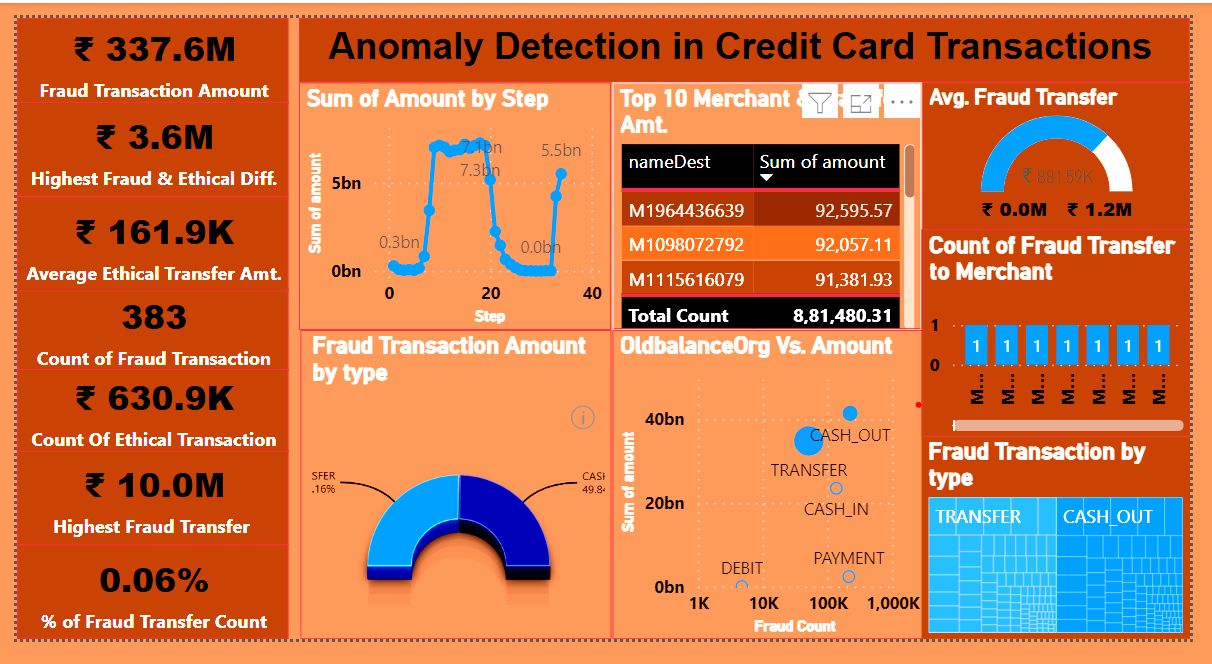 Anomaly Detection in Credit Card Transactions
₹ 337.6M
Fraud Transaction Amount
₹ 3.6M
Highest Fraud & Ethical Diff.
₹ 161.9K
Average Ethical Transfer Amt.
383
Count of Fraud Transaction
₹ 630.9K
Count Of Ethical Transaction
₹ 10.0M
Highest Fraud Transfer
0.06%
% of Fraud Transfer Count
Sum of Amount by Step
Sum of amount
5bn
0bn
0.3bn
7.1bn
7.3bn
0.0bn
5.5bn
0 20 40
Step
Top 10 Merchant
Amt.
nameDest Sum of amount
M1964436639 92,595.57
M1098072792 92,057.11
M1115616079 91,381.93
Total Count 8,81,480.31
Avg. Fraud Transfer
₹ 881.59K
₹ 0.0M ₹ 1.2M
Count of Fraud Transfer
to Merchant
1
0
1 1 1 1 1 1 1
M... M... M... M... M... M... M...
Fraud Transaction Amount
by type
SFER
.16%
CASH
49.84
OldbalanceOrg Vs. Amount
Sum of amount
40bn
20bn
0bn
CASH_OUT
TRANSFER
CASH_IN
PAYMENT
DEBIT
1K 10K 100K 1,000K
Fraud Count
Fraud Transaction by
type
TRANSFER CASH_OUT